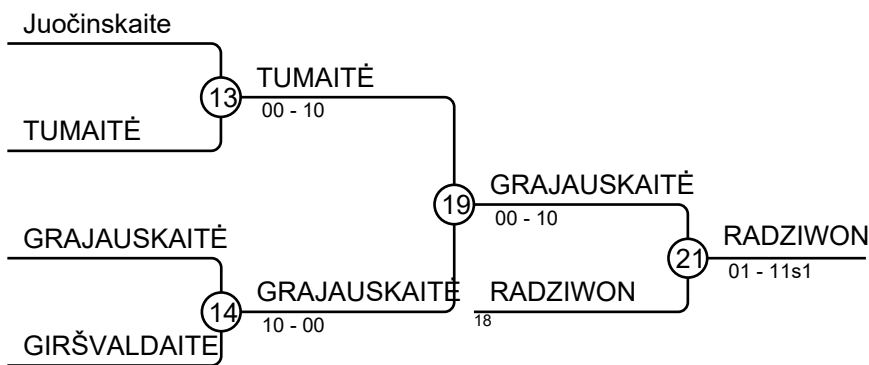 Juočinskaite
TUMAITĖ
13
TUMAITĖ
00 - 10
GRAJAUSKAITĖ
GIRŠVALDAITE
14
GRAJAUSKAITĖ
10 - 00
19
GRAJAUSKAITĖ
00 - 10
RADZIWON
18
21
RADZIWON
01 - 11s1